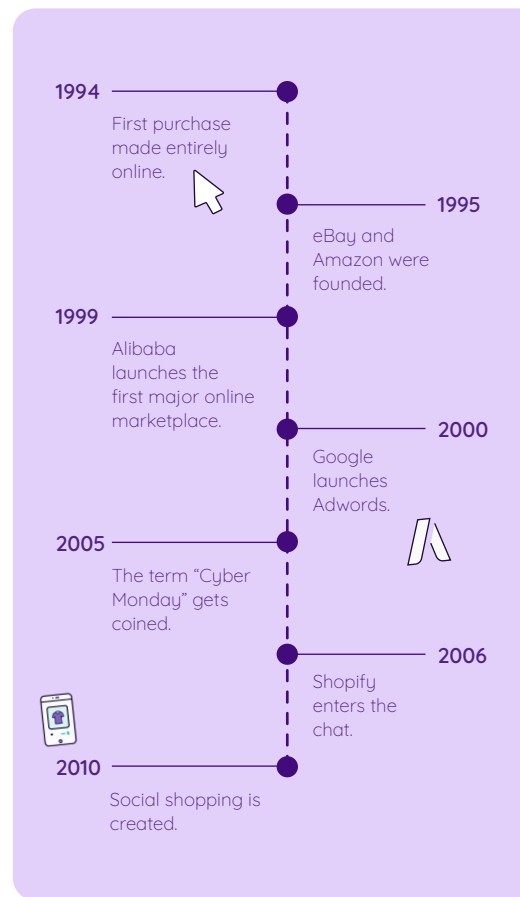 1994
First purchase
made entirely
online.
1995
eBay and
Amazon were
founded.
1999
Alibaba
launches the
first major online
marketplace.
2000
Google
launches
Adwords.
2005
The term “Cyber
Monday” gets
coined.
2006
Shopify
enters the
chat.
2010
Social shopping is
created.